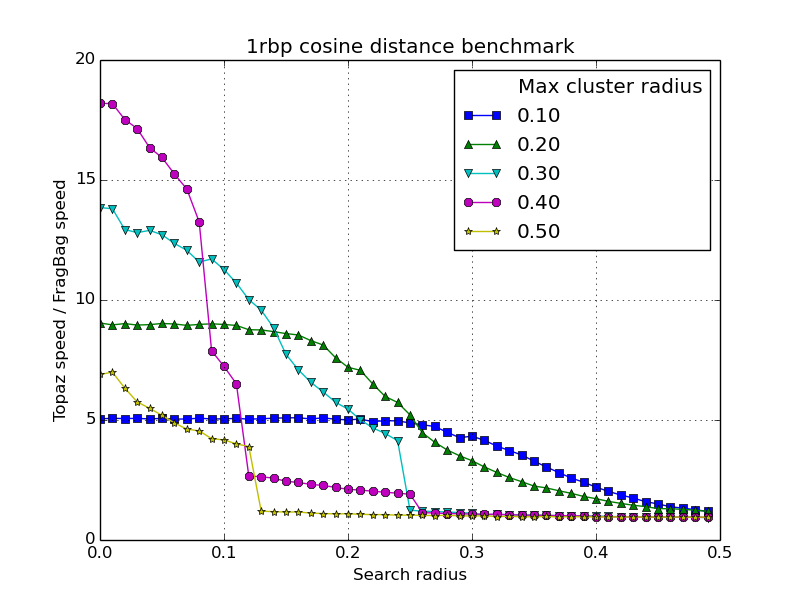 1rbp cosine distance benchmark
20
15
10
5
0
Topaz speed / FragBag speed
Max cluster radius
0.10
0.20
0.30
0.40
0.50
0.0 0.1 0.2 0.3 0.4 0.5
Search radius